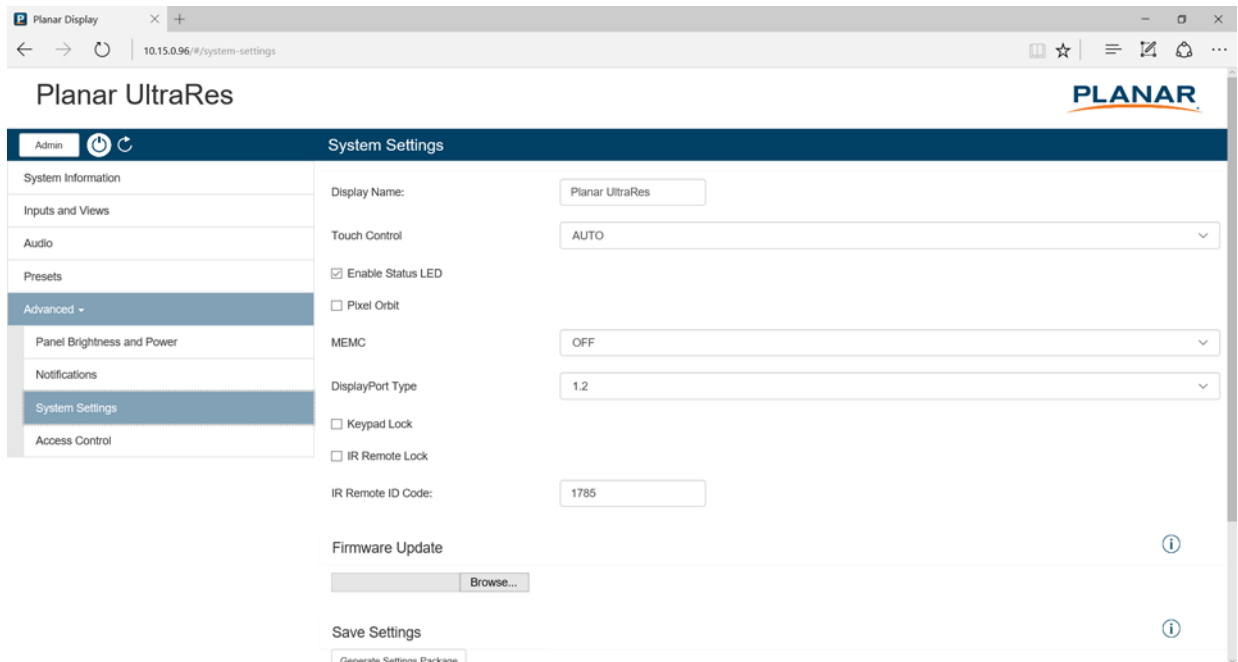 Planar Display
10.15.0.96/#/system-settings
Planar UltraRes
PLANAR
Admin
System Settings
System Information
Inputs and Views
Audio
Presets
Advanced
Panel Brightness and Power
Notifications
System Settings
Access Control
Display Name:
Planar UltraRes
Touch Control
AUTO
Enable Status LED
Pixel Orbit
MEMC
OFF
DisplayPort Type
1.2
Keypad Lock
IR Remote Lock
IR Remote ID Code:
1785
Firmware Update
Browse...
Save Settings
Generate Settings Package